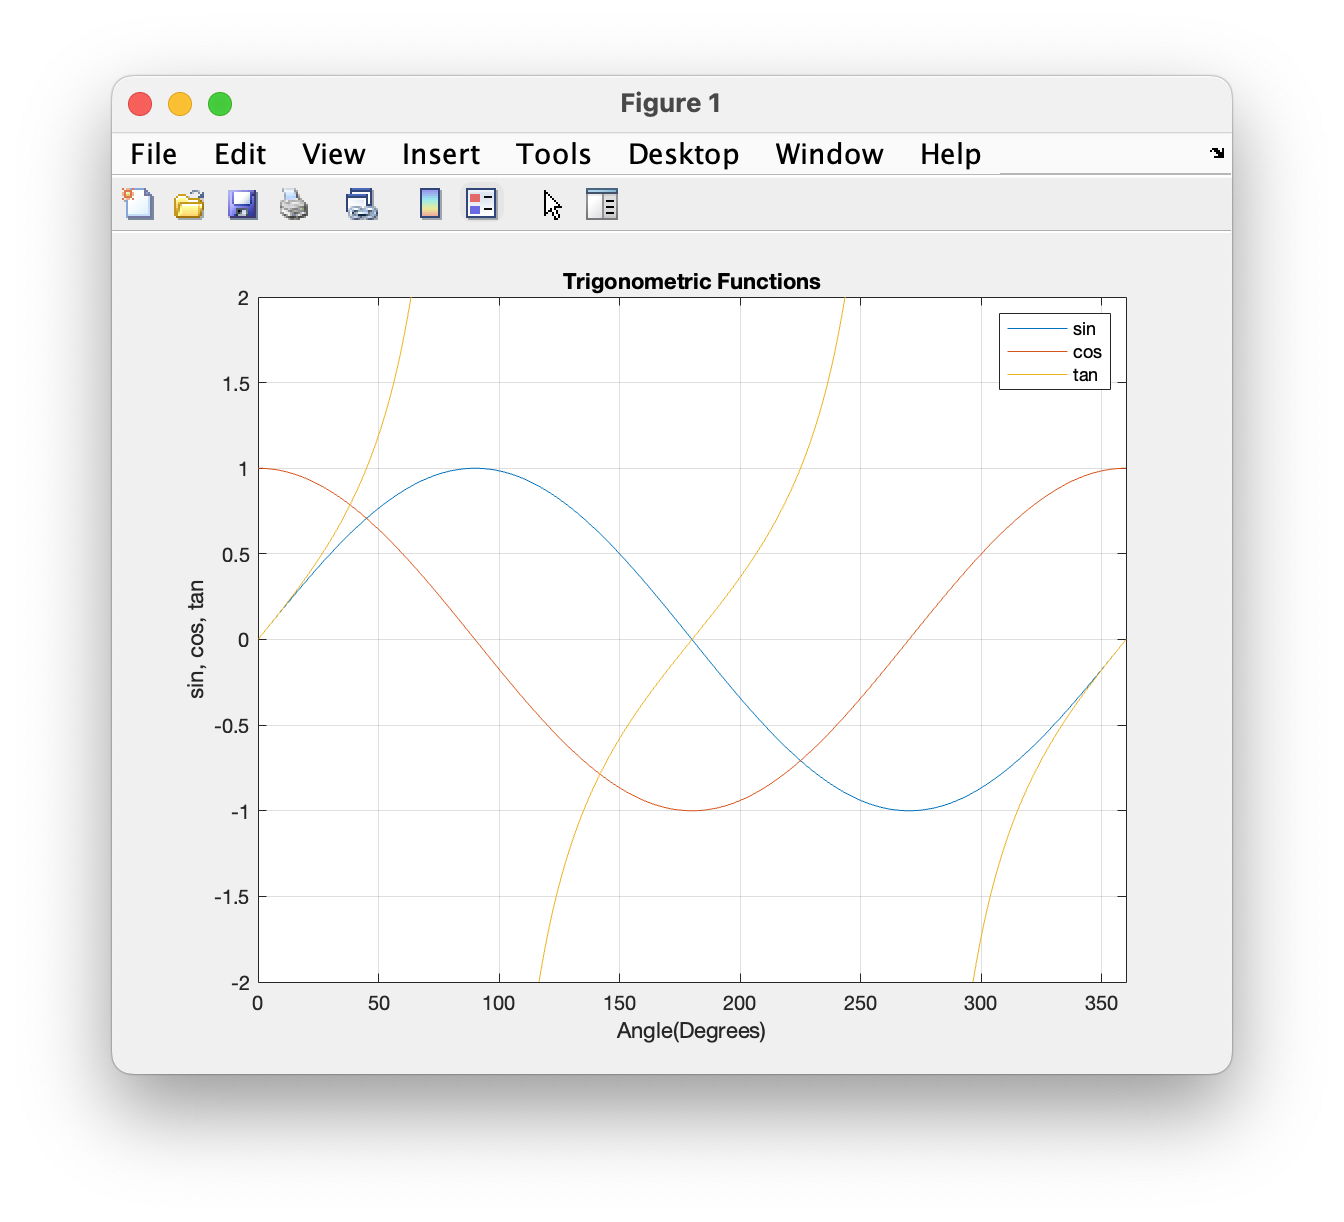 Figure 1
File Edit View Insert Tools Desktop Window Help
Trigonometric Functions
2
1.5
1
0.5
0
-0.5
-1
-1.5
-2
sin, cos, tan
sin
cos
tan
0 50 100 150 200 250 300 350
Angle(Degrees)